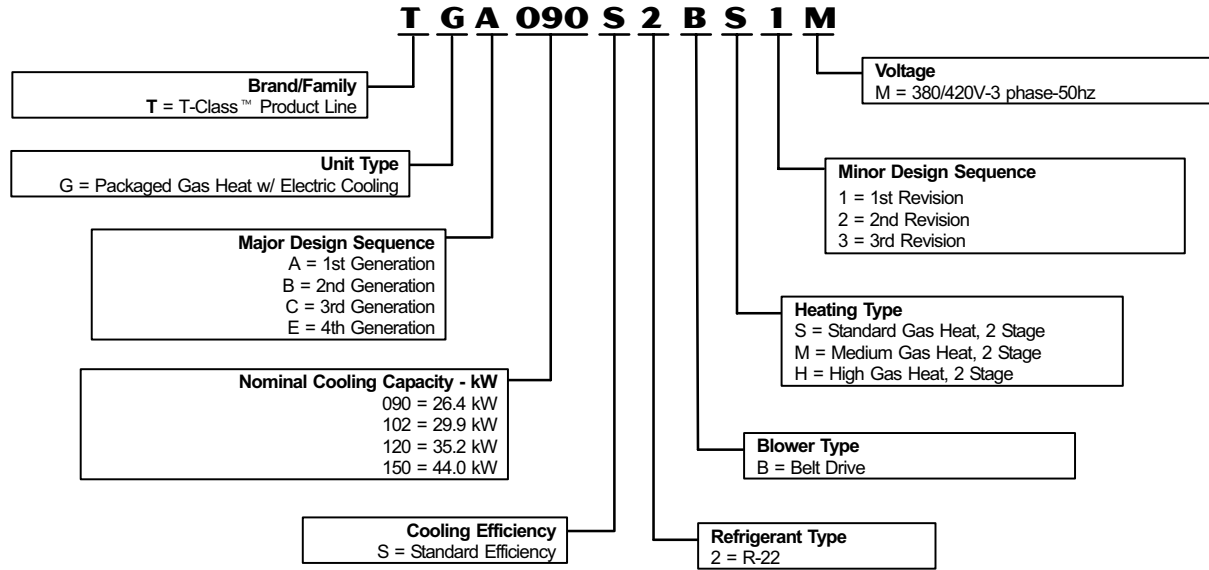 T G A 090 S 2 B S 1 M
Brand/Family
T = T-Class™ Product Line
Unit Type
G = Packaged Gas Heat w/ Electric Cooling
Major Design Sequence
A = 1st Generation
B = 2nd Generation
C = 3rd Generation
E = 4th Generation
Nominal Cooling Capacity - kW
090 = 26.4 kW
102 = 29.9 kW
120 = 35.2 kW
150 = 44.0 kW
Cooling Efficiency
S = Standard Efficiency
Voltage
M = 380/420V-3 phase-50hz
Minor Design Sequence
1 = 1st Revision
2 = 2nd Revision
3 = 3rd Revision
Heating Type
S = Standard Gas Heat, 2 Stage
M = Medium Gas Heat, 2 Stage
H = High Gas Heat, 2 Stage
Blower Type
B = Belt Drive
Refrigerant Type
2 = R-22